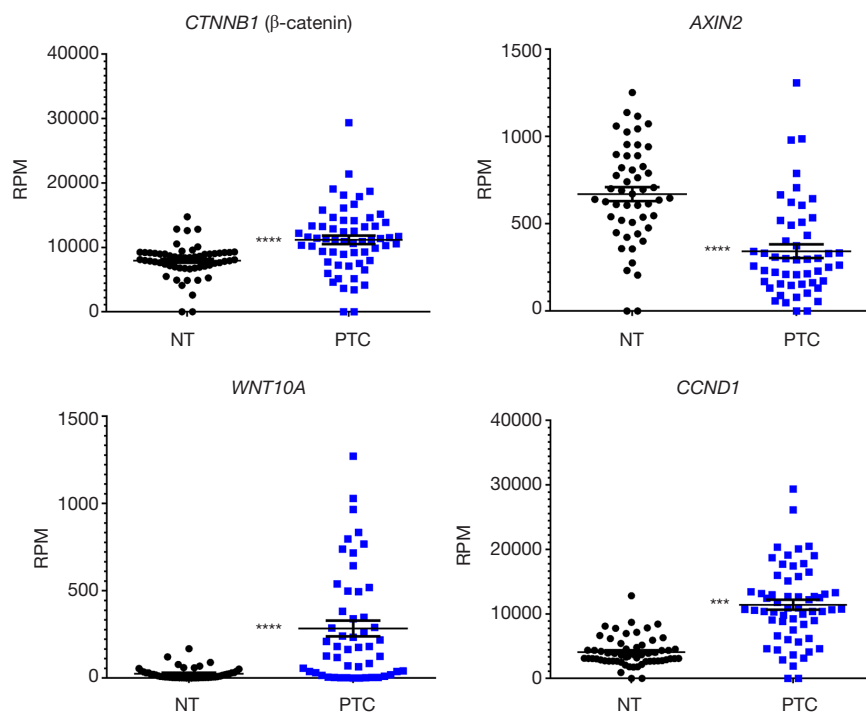 CTNNB1 (β-catenin)
40000
30000
20000
10000
0
RPM
****
NT
PTC
AXIN2
1500
1000
500
0
RPM
****
NT
PTC
WNT10A
1500
1000
500
0
RPM
****
NT
PTC
CCND1
40000
30000
20000
10000
0
RPM
***
NT
PTC